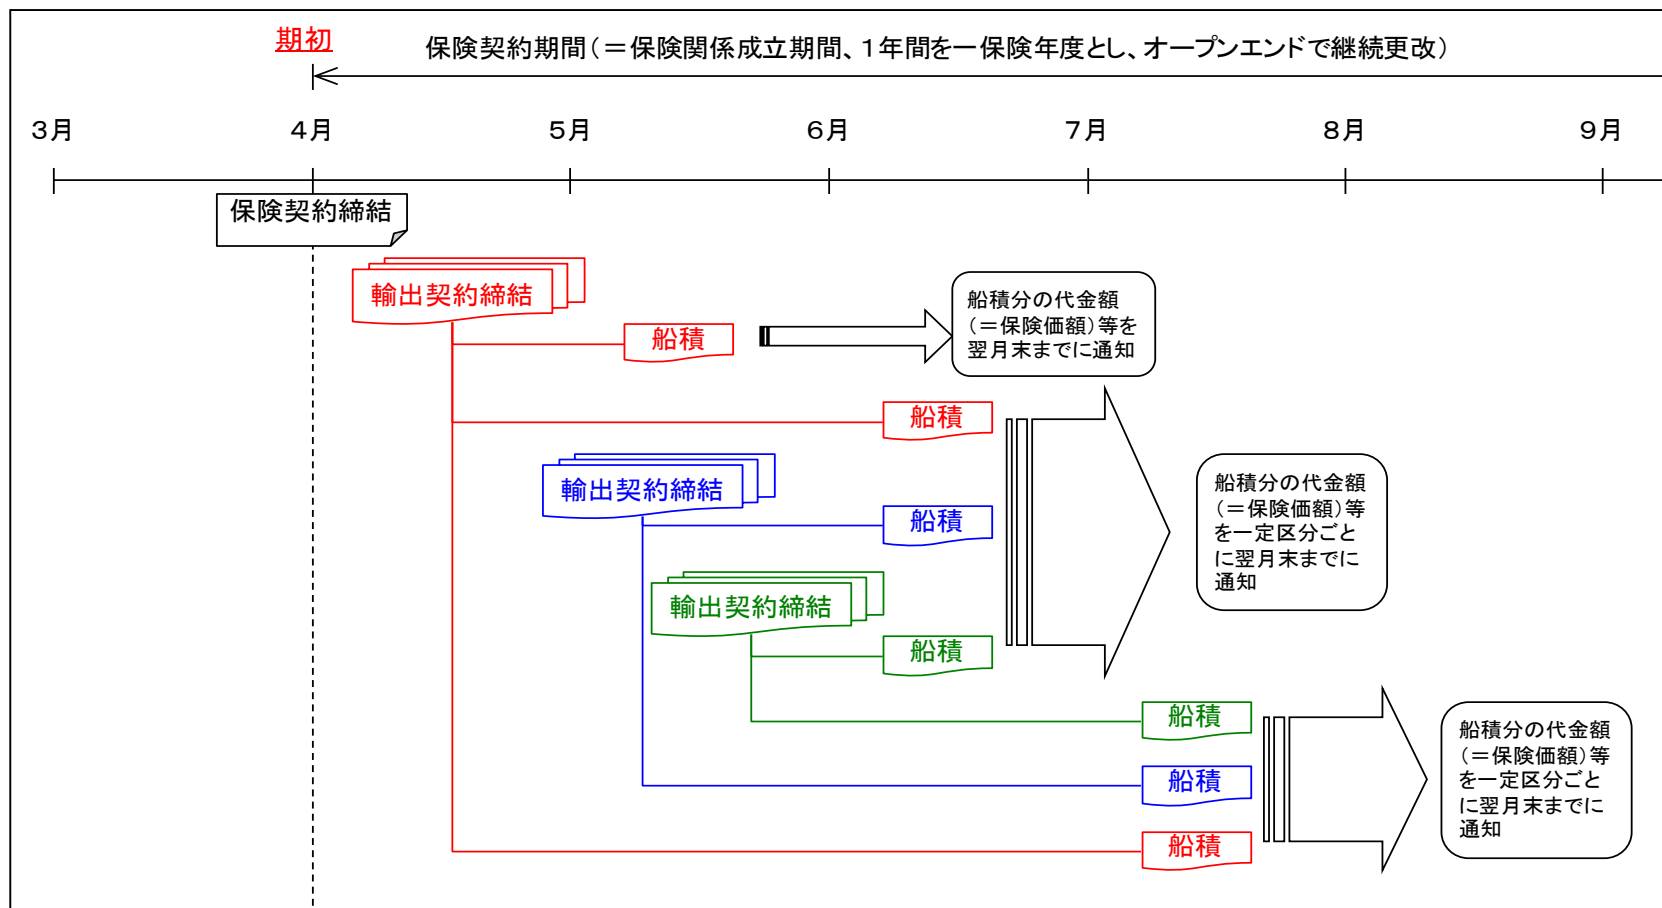 期初
保険契約期間（＝保険関係成立期間、１年間を一保険年度とし、オープンエンドで継続更改）
３月
４月
５月
６月
７月
８月
９月
保険契約締結
輸出契約締結
船積
船積分の代金額
（＝保険価額）等を
翌月末までに通知
船積
輸出契約締結
船積
船積分の代金額
（＝保険価額）等
を一定区分ごと
に翌月末までに
通知
輸出契約締結
船積
船積
船積
船積
船積分の代金額
（＝保険価額）等
を一定区分ごと
に翌月末までに
通知